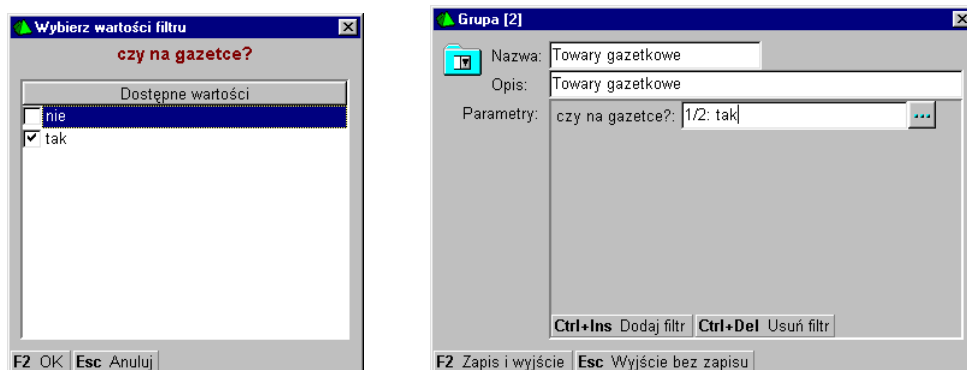 Wybierz wartości filtru
czy na gazetce?
Dostępne wartości
nie
tak
F2 OK Esc Anuluj
Grupa [2]
Nazwa: Towary gazetkowe
Opis: Towary gazetkowe
Parametry: czy na gazetce?: 1/2: tak ...
Ctrl+Ins Dodaj filtr Ctrl+Del Usuń filtr
F2 Zapis i wyjście Esc Wyjście bez zapisu